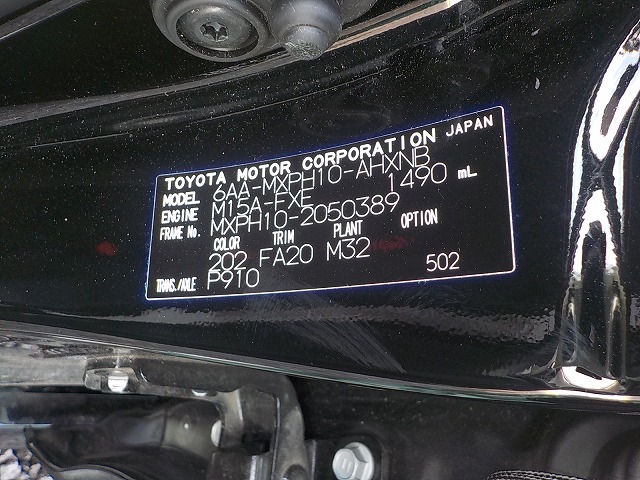 TOYOTA MOTOR CORPORATION JAPAN
MODEL 6AA-MXPH10-AHXNB
ENGINE M15A-FXE 1490 mL
FRAME No. MXPH10-2050389
COLOR TRIM PLANT OPTION
202 FA20 M32
TRANS./AXLE P910 502